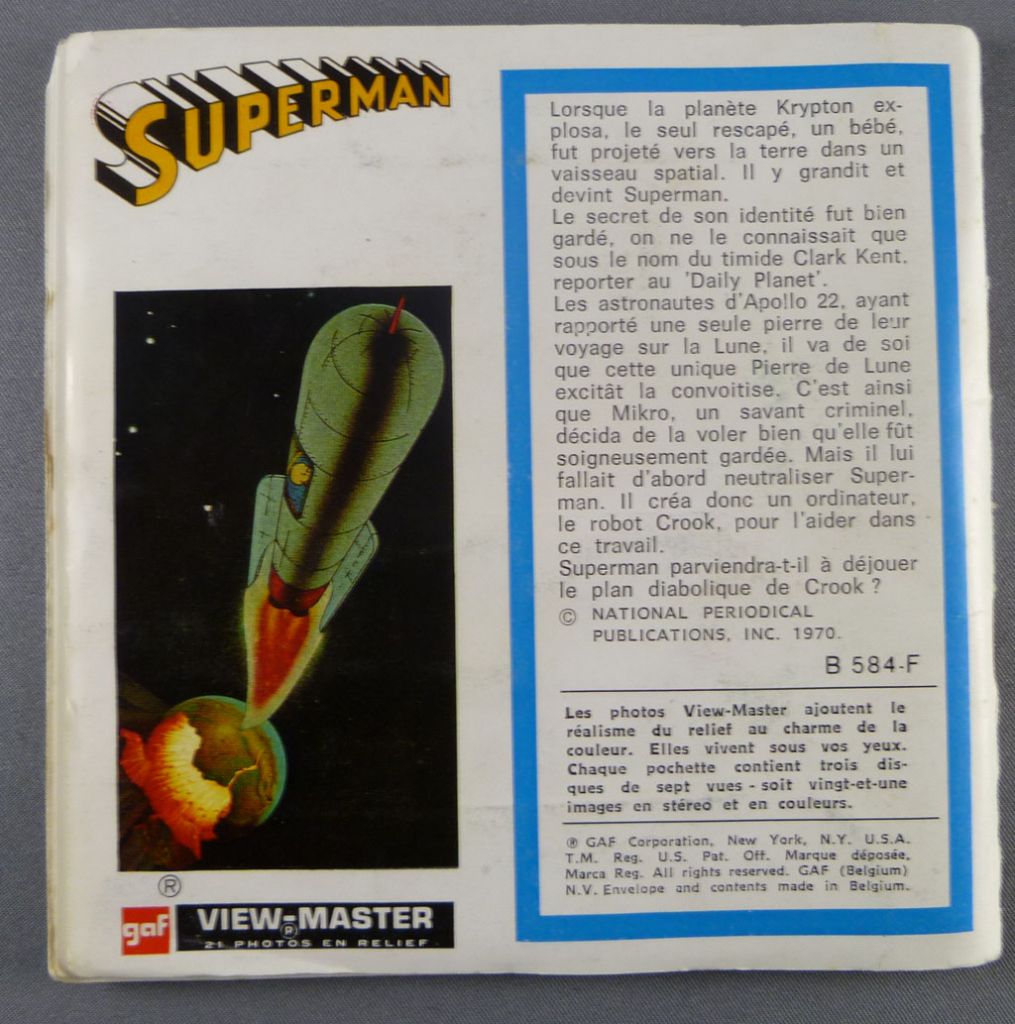 SUPERMAN
Lorsque la planète Krypton ex-
plosa, le seul rescapé, un bébé,
fut projeté vers la terre dans un
vaisseau spatial. Il y grandit et
devint Superman.
Le secret de son identité fut bien
gardé, on ne le connaissait que
sous le nom du timide Clark Kent,
reporter au 'Daily Planet'.
Les astronautes d'Apollo 22, ayant
rapporté une seule pierre de leur
voyage sur la Lune, il va de soi
que cette unique Pierre de Lune
excitât la convoitise. C'est ainsi
que Mikro, un savant criminel,
décida de la voler bien qu'elle fût
soigneusement gardée. Mais il lui
fallait d'abord neutraliser Super-
man. Il créa donc un ordinateur,
le robot Crook, pour l'aider dans
ce travail.
Superman parviendra-t-il à déjouer
le plan diabolique de Crook ?
© NATIONAL PERIODICAL
PUBLICATIONS, INC. 1970.
B 584-F
Les photos View-Master ajoutent le
réalisme du relief au charme de la
couleur. Elles vivent sous vos yeux.
Chaque pochette contient trois dis-
ques de sept vues - soit vingt-et-une
images en stéreo et en couleurs.
® GAF Corporation, New York, N.Y. U.S.A.
T.M. Reg. U.S. Pat. Off. Marque déposée,
Marca Reg. All rights reserved. GAF (Belgium)
N.V. Envelope and contents made in Belgium.
®
gaf VIEW-MASTER ®
21 PHOTOS EN RELIEF